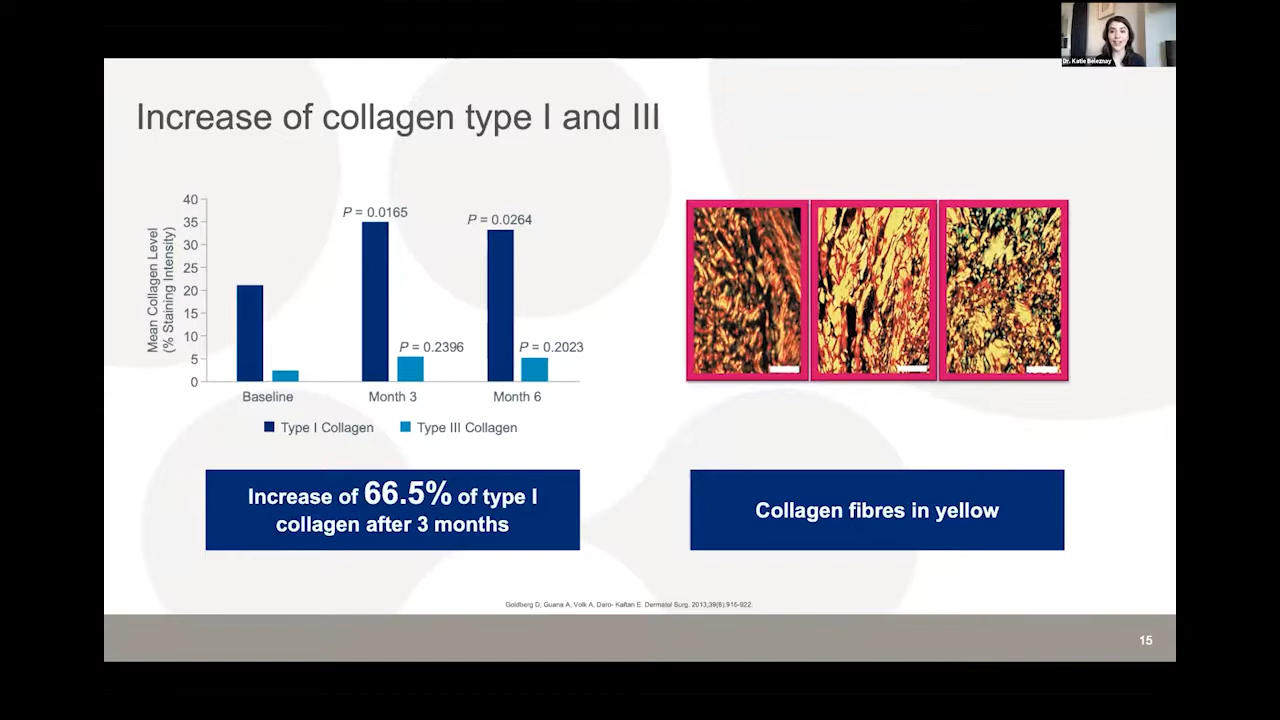 Dr. Katie Beleznay
Increase of collagen type I and III
Mean Collagen Level
(% Staining Intensity)
40
35
30
25
20
15
10
5
0
P = 0.0165
P = 0.0264
P = 0.2396
P = 0.2023
Baseline
Month 3
Month 6
Type I Collagen
Type III Collagen
Increase of 66.5% of type I
collagen after 3 months
Collagen fibres in yellow
Goldberg D, Guana A, Volk A, Daro- Kaftan E. Dermatol Surg. 2013;39(6):915-922.
15